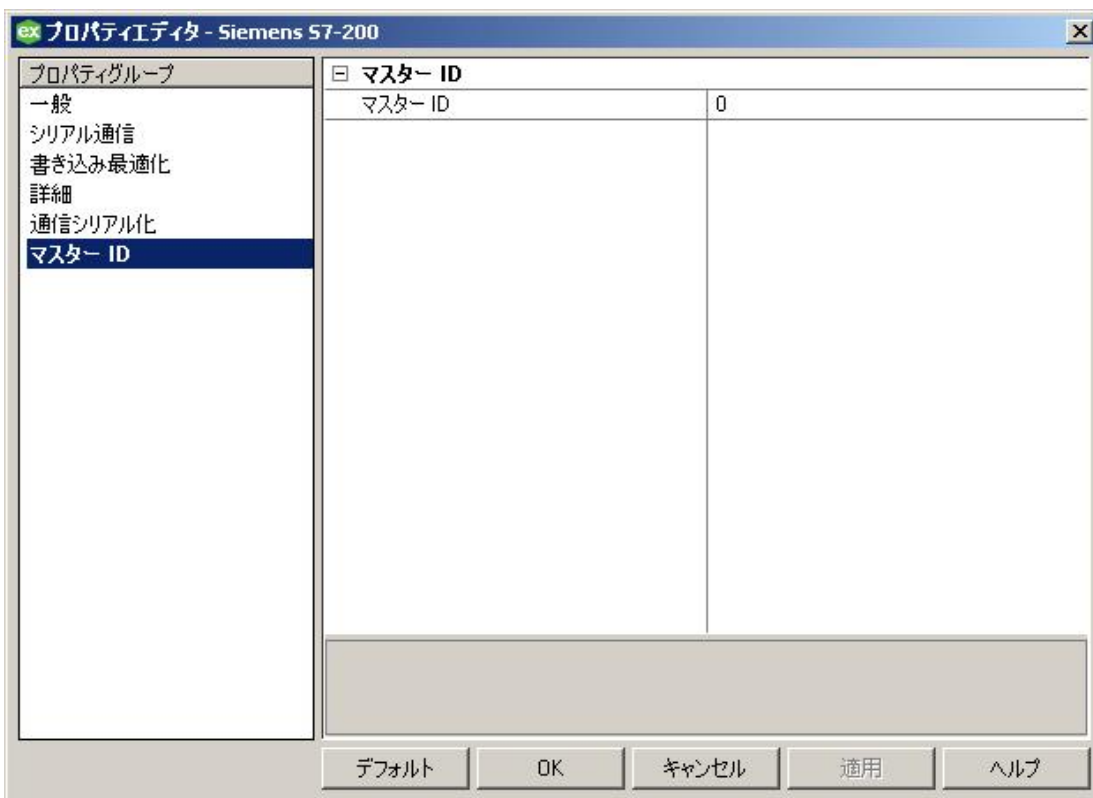 ex プロパティエディタ - Siemens S7-200
プロパティグループ
一般
シリアル通信
書き込み最適化
詳細
通信シリアル化
マスター ID
マスター ID
マスター ID 0
デフォルト OK キャンセル 適用 ヘルプ